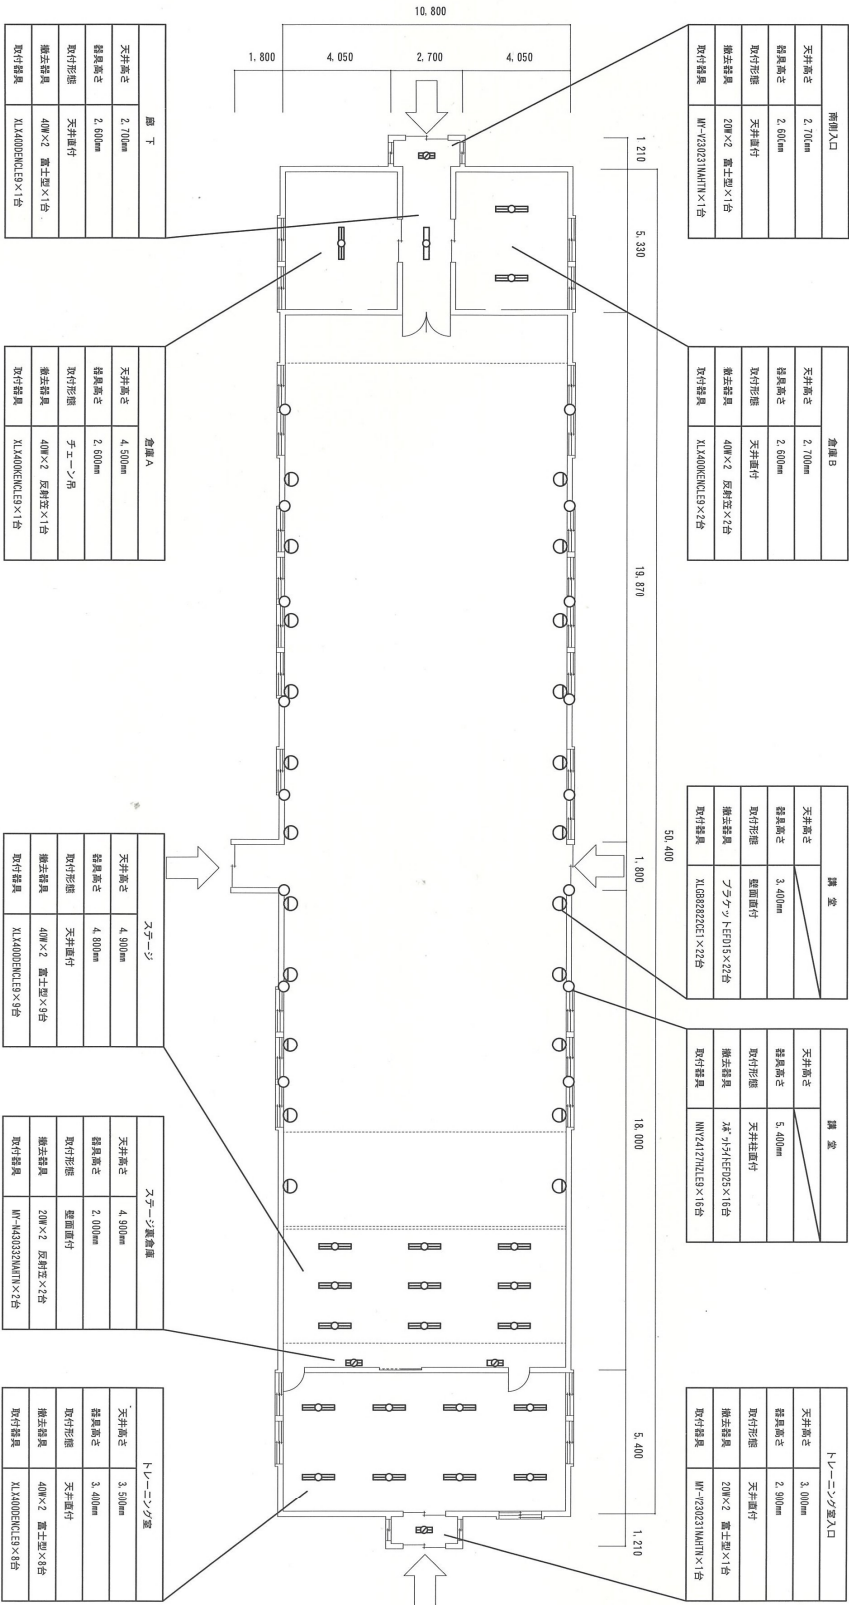 10,800
1,800
4,050
2,700
4,050
1,210
5,330
19,870
50,400
1,800
18,000
5,400
1,210
南側入口
天井高さ 2,700mm
器具高さ 2,600mm
取付形態 天井直付
撤去器具 20W×2 富士型×1台
取付器具 MY-V230231NAHTN×1台
倉庫B
天井高さ 2,700mm
器具高さ 2,600mm
取付形態 天井直付
撤去器具 40W×2 反射笠×2台
取付器具 XLX400KENCLE9×2台
講堂
天井高さ
器具高さ 3,400mm
取付形態 壁面直付
撤去器具 ブラケットEFD15×22台
取付器具 XLGB82822CE1×22台
講堂
天井高さ
器具高さ 5,400mm
取付形態 天井柱直付
撤去器具 スポットライトEFD25×16台
取付器具 NNY24127HZLE9×16台
トレーニング室入口
天井高さ 3,000mm
器具高さ 2,900mm
取付形態 天井直付
撤去器具 20W×2 富士型×1台
取付器具 MY-V230231NAHTN×1台
廊下
天井高さ 2,700mm
器具高さ 2,600mm
取付形態 天井直付
撤去器具 40W×2 富士型×1台
取付器具 XLX400DENCLE9×1台
倉庫A
天井高さ 4,500mm
器具高さ 2,600mm
取付形態 チェーン吊
撤去器具 40W×2 反射笠×1台
取付器具 XLX400KENCLE9×1台
ステージ
天井高さ 4,900mm
器具高さ 4,800mm
取付形態 天井直付
撤去器具 40W×2 富士型×9台
取付器具 XLX400DENCLE9×9台
ステージ裏倉庫
天井高さ 4,900mm
器具高さ 2,000mm
取付形態 壁面直付
撤去器具 20W×2 反射笠×2台
取付器具 MY-N430332NAHTN×2台
トレーニング室
天井高さ 3,500mm
器具高さ 3,400mm
取付形態 天井直付
撤去器具 40W×2 富士型×8台
取付器具 XLX400DENCLE9×8台